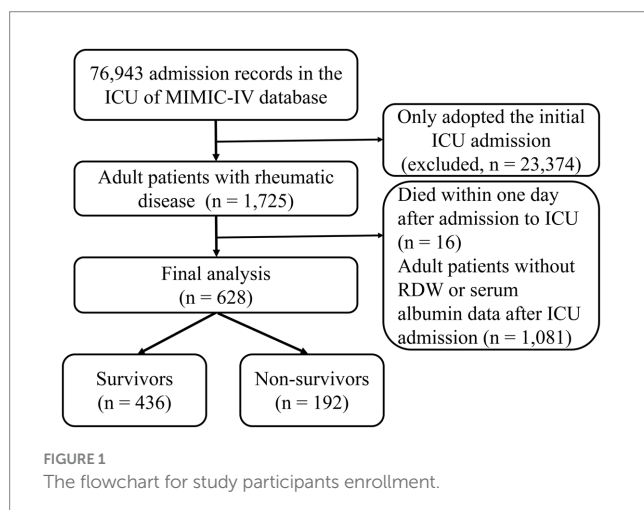 76,943 admission records in the
ICU of MIMIC-IV database
Only adopted the initial
ICU admission
(excluded, n = 23,374)
Adult patients with rheumatic
disease (n = 1,725)
Died within one day
after admission to ICU
(n = 16)
Adult patients without
RDW or serum
albumin data after ICU
admission (n = 1,081)
Final analysis
(n = 628)
Survivors
(n = 436)
Non-survivors
(n = 192)
FIGURE 1
The flowchart for study participants enrollment.